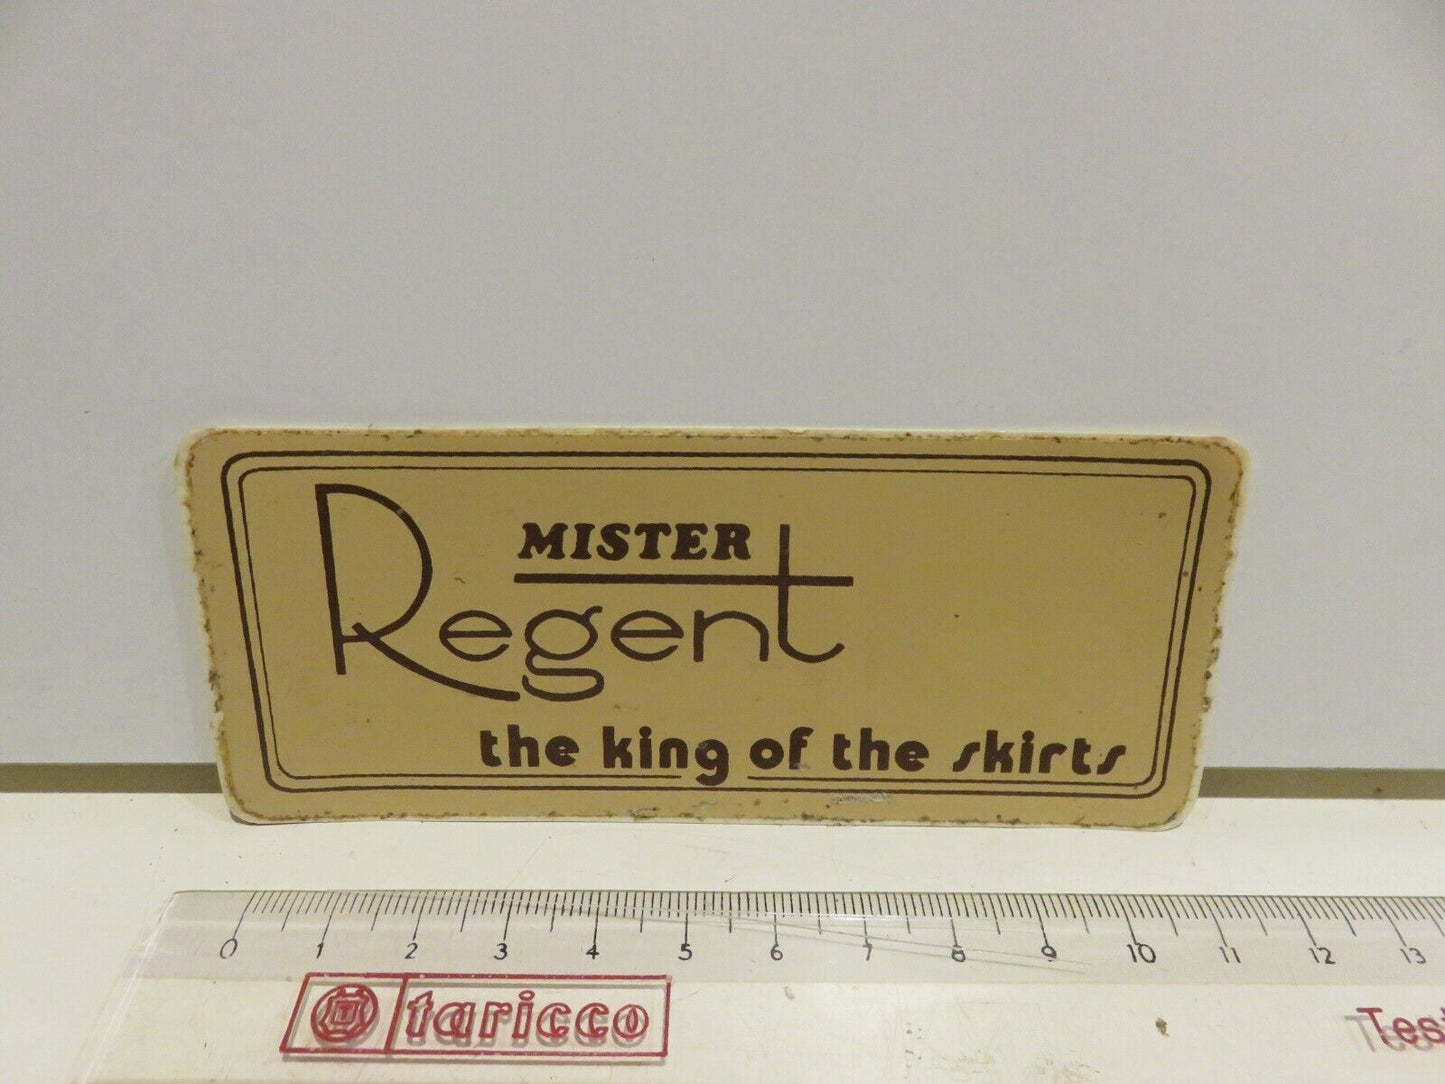 MISTER
Regent
the king of the skirts
0 1 2 3 4 5 6 7 8 9 10 11 12 13
taricco
Tes